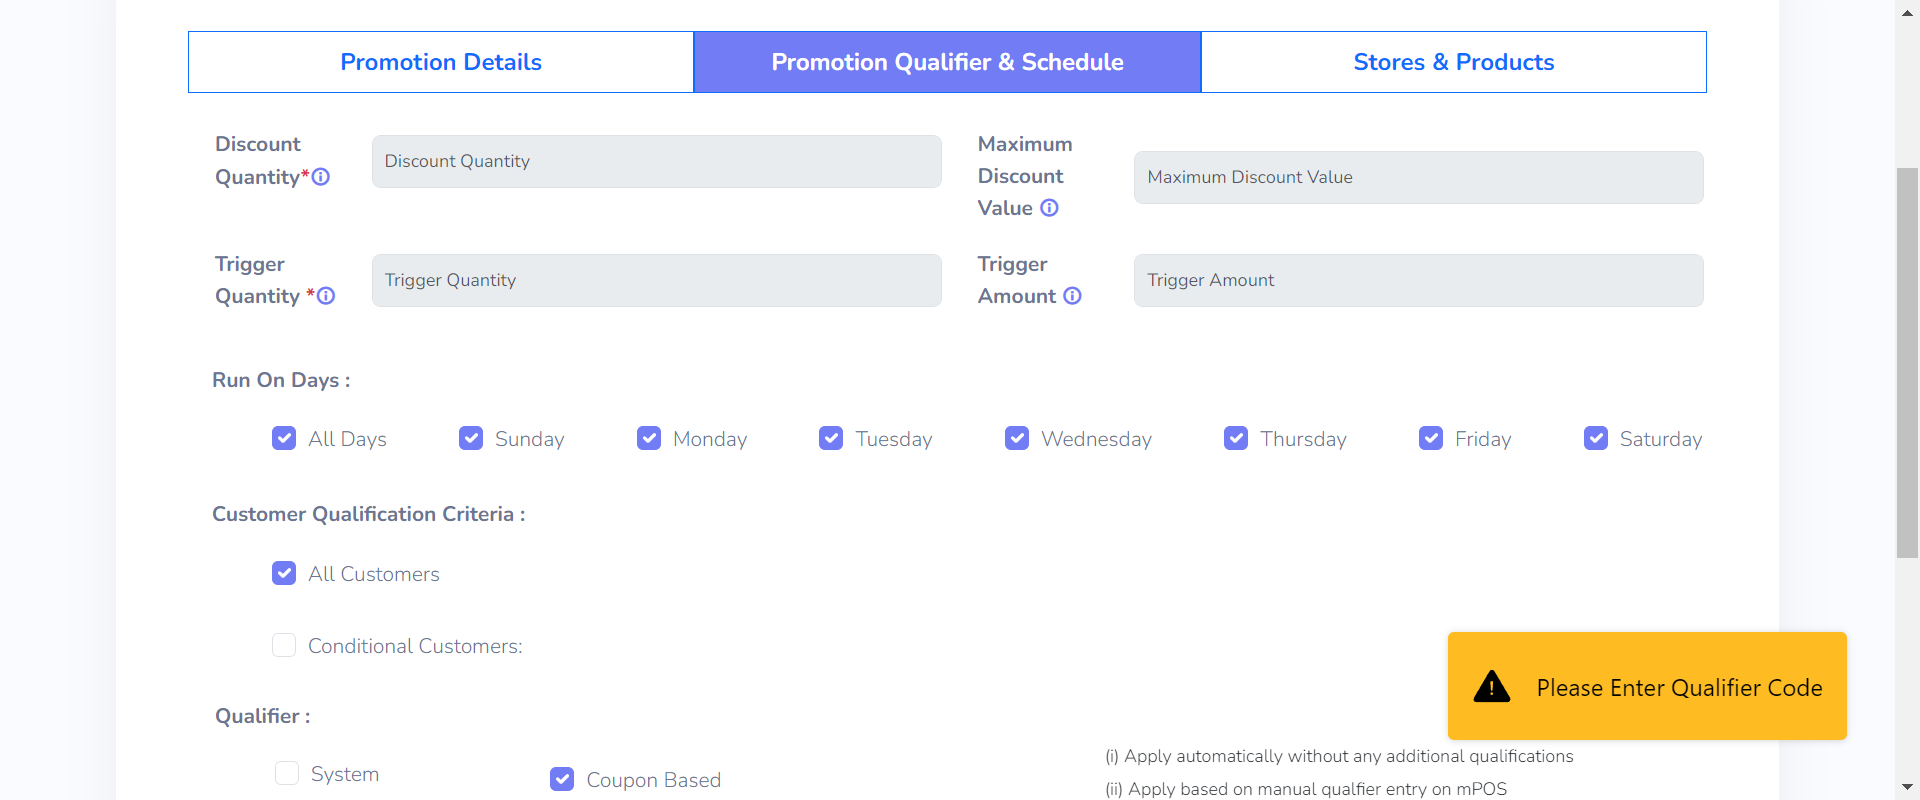 Promotion Details
Promotion Qualifier & Schedule
Stores & Products
Discount
Quantity*
Discount Quantity
Maximum
Discount
Value
Maximum Discount Value
Trigger
Quantity *
Trigger Quantity
Trigger
Amount
Trigger Amount
Run On Days :
All Days
Sunday
Monday
Tuesday
Wednesday
Thursday
Friday
Saturday
Customer Qualification Criteria :
All Customers
Conditional Customers:
Please Enter Qualifier Code
Qualifier :
System
Coupon Based
(i) Apply automatically without any additional qualifications
(ii) Apply based on manual qualfier entry on mPOS